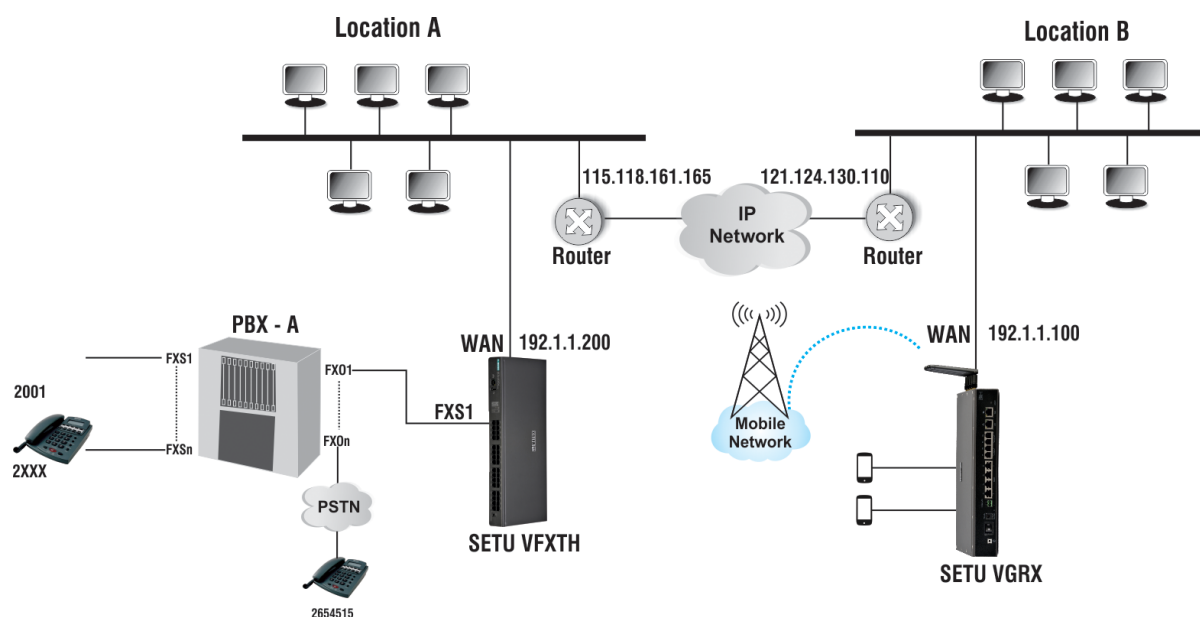 Location A
Location B
115.118.161.165
121.124.130.110
IP
Network
Router
Router
PBX - A
WAN
192.1.1.200
WAN
192.1.1.100
FXS1
FXO1
2001
FXS1
FXSn
FXOn
2XXX
Mobile
Network
PSTN
SETU VFXTH
SETU VGRX
2654515